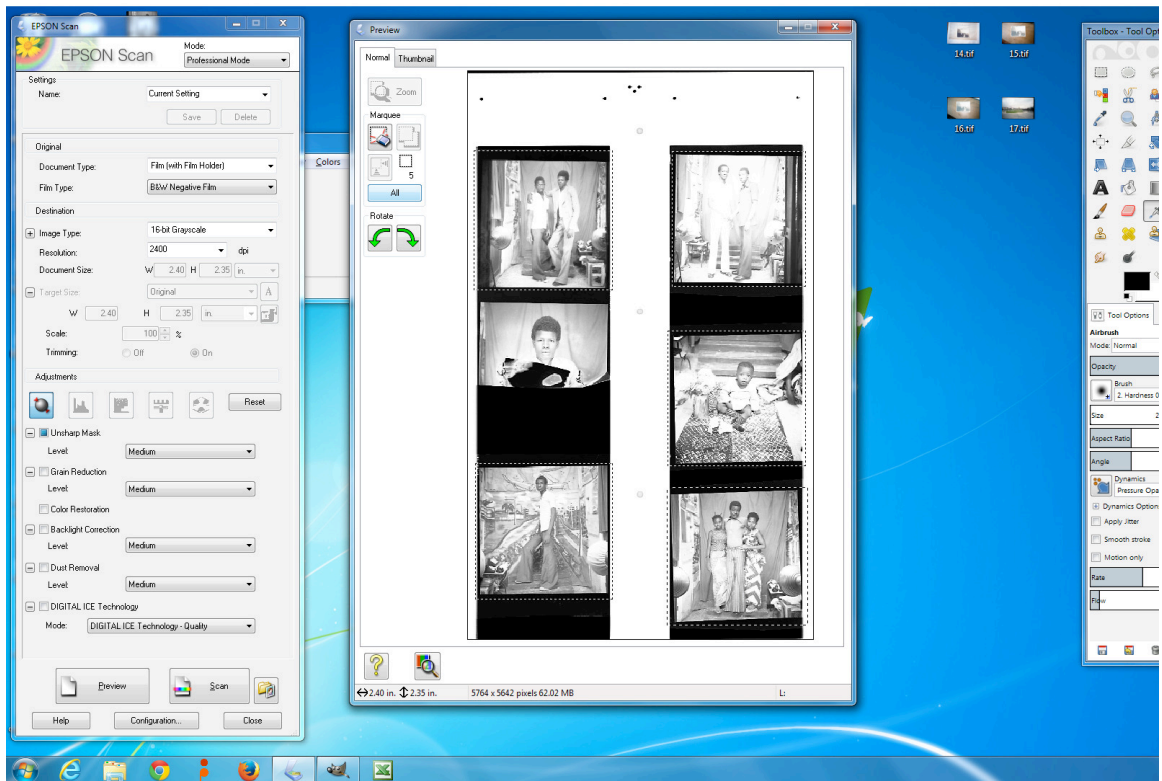 EPSON Scan
EPSON Scan
Mode:
Professional Mode
Settings
Name:
Current Setting
Save
Delete
Original
Document Type:
Film (with Film Holder)
Film Type:
B&W Negative Film
Destination
Image Type:
16-bit Grayscale
Resolution:
2400
dpi
Document Size:
W 2.40 H 2.35 in.
Target Size:
Original
W 2.40 H 2.35 in.
Scale:
100 %
Trimming:
Off
On
Adjustments
Reset
Unsharp Mask
Level:
Medium
Grain Reduction
Level:
Medium
Color Restoration
Backlight Correction
Level:
Medium
Dust Removal
Level:
Medium
DIGITAL ICE Technology
Mode:
DIGITAL ICE Technology - Quality
Preview
Scan
Help
Configuration...
Close
Colors
Preview
Normal
Thumbnail
Zoom
Marquee
5
All
Rotate
2.40 in. 2.35 in.
5764 x 5642 pixels 62.02 MB
L:
14.tif
15.tif
16.tif
17.tif
Toolbox - Tool Opt
Tool Options
Airbrush
Mode: Normal
Opacity
Brush
2. Hardness 0
Size
2
Aspect Ratio
Angle
Dynamics
Pressure Opa
Dynamics Option
Apply Jitter
Smooth stroke
Motion only
Rate
Flow